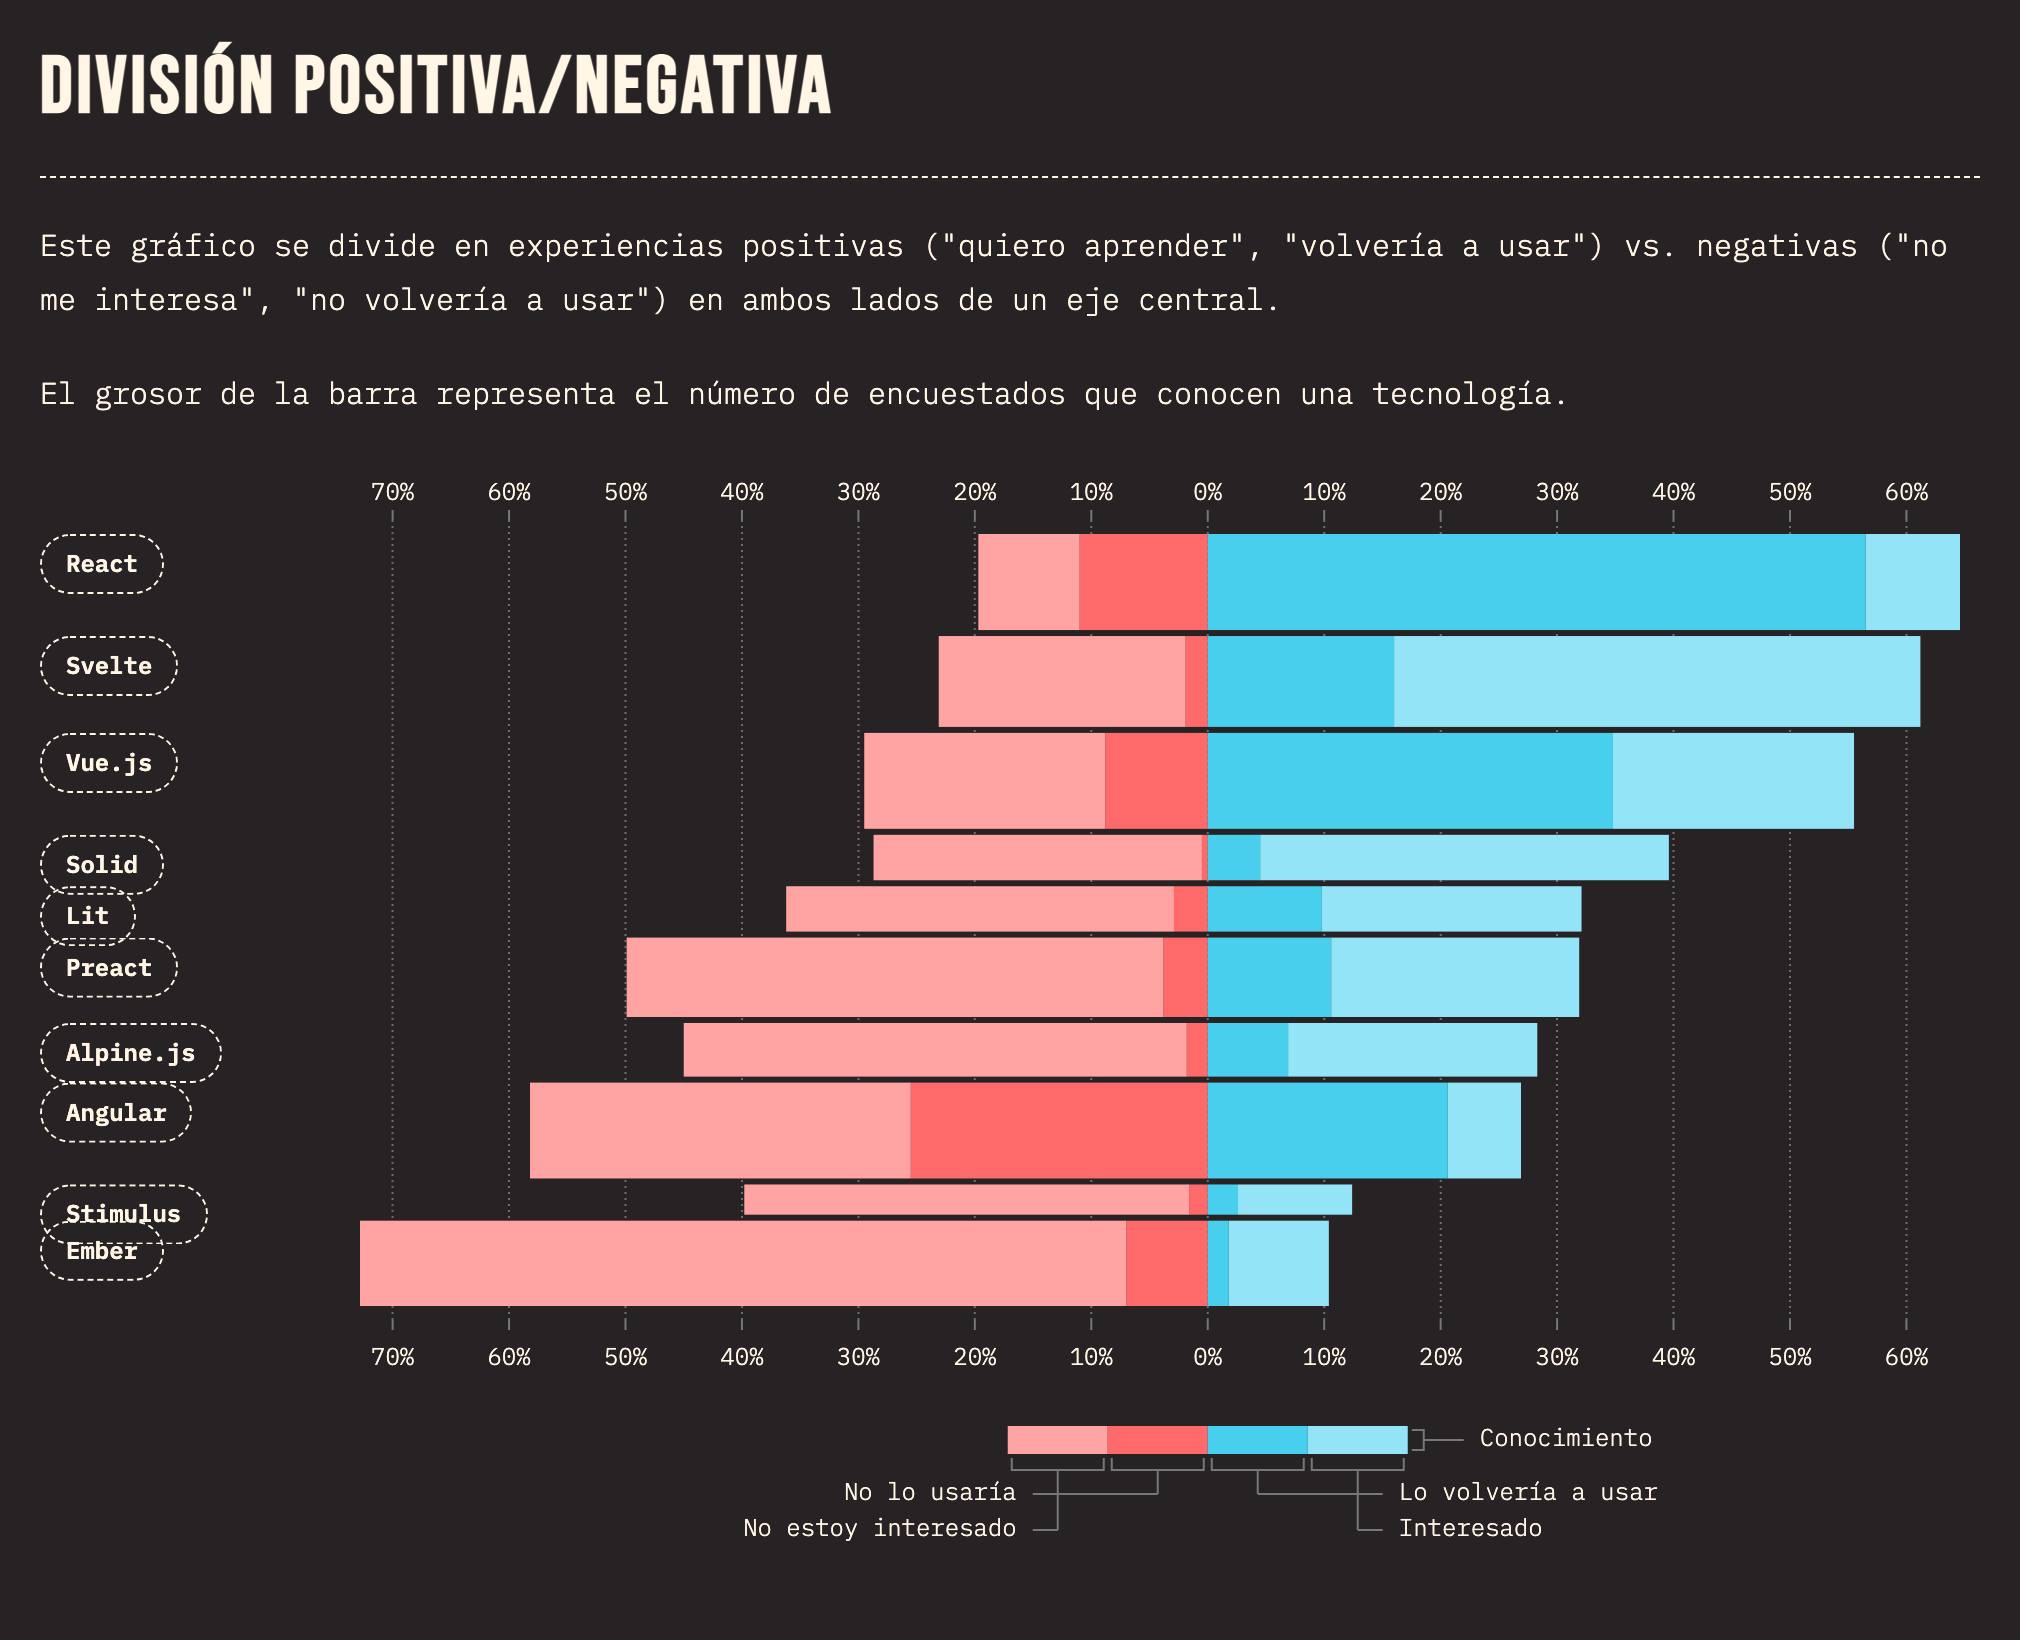 DIVISIÓN POSITIVA/NEGATIVA
Este gráfico se divide en experiencias positivas ("quiero aprender", "volvería a usar") vs. negativas ("no
me interesa", "no volvería a usar") en ambos lados de un eje central.
El grosor de la barra representa el número de encuestados que conocen una tecnología.
70% 60% 50% 40% 30% 20% 10% 0% 10% 20% 30% 40% 50% 60%
React
Svelte
Vue.js
Solid
Lit
Preact
Alpine.js
Angular
Stimulus
Ember
70% 60% 50% 40% 30% 20% 10% 0% 10% 20% 30% 40% 50% 60%
Conocimiento
No lo usaría Lo volvería a usar
No estoy interesado Interesado